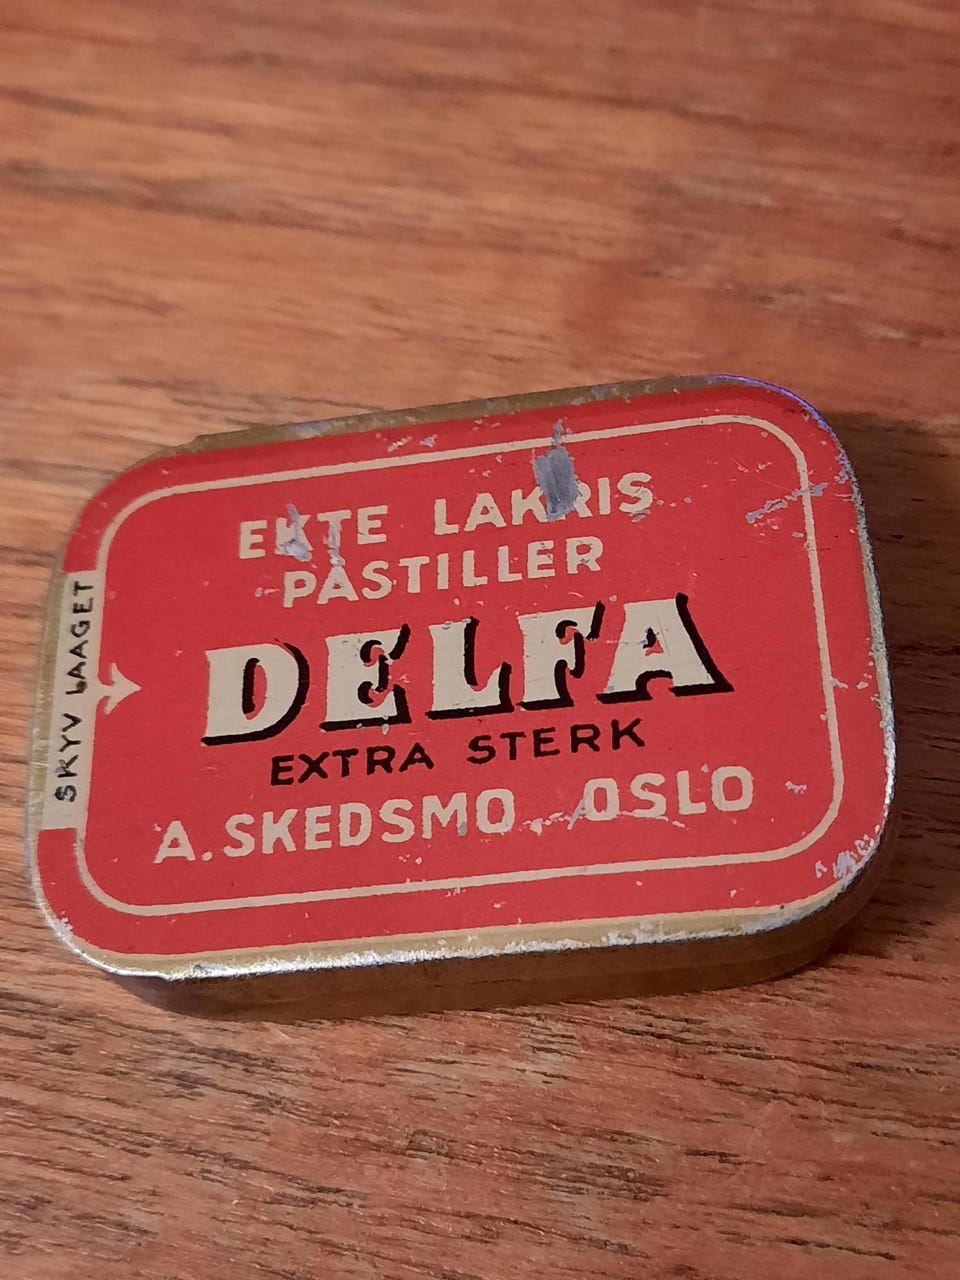 EKTE LAKRIS
PASTILLER
DELFA
EXTRA STERK
A. SKEDSMO OSLO
SKYV LAAGET